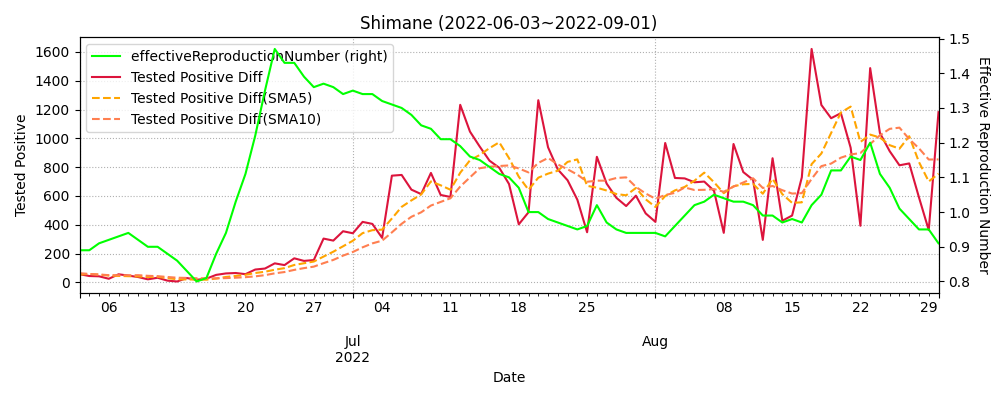 Shimane (2022-06-03~2022-09-01)
effectiveReproductionNumber (right)
Tested Positive Diff
Tested Positive Diff(SMA5)
Tested Positive Diff(SMA10)
Tested Positive
1600
1400
1200
1000
800
600
400
200
0
1.5
1.4
1.3
1.2
1.1
1.0
0.9
0.8
Effective Reproduction Number
06 13 20 27 04 11 18 25 08 15 22 29
Jul Aug
2022
Date